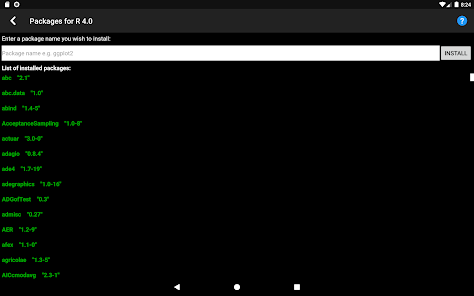 8:24
Packages for R 4.0
?
Enter a package name you wish to install:
Package name e.g. ggplot2
INSTALL
List of installed packages:
abc "2.1"
abc.data "1.0"
abind "1.4-5"
AcceptanceSampling "1.0-8"
actuar "3.0-0"
adagio "0.8.4"
ade4 "1.7-19"
adegraphics "1.0-16"
ADGofTest "0.3"
admisc "0.27"
AER "1.2-9"
afex "1.1-0"
agricolae "1.3-5"
AICcmodavg "2.3-1"